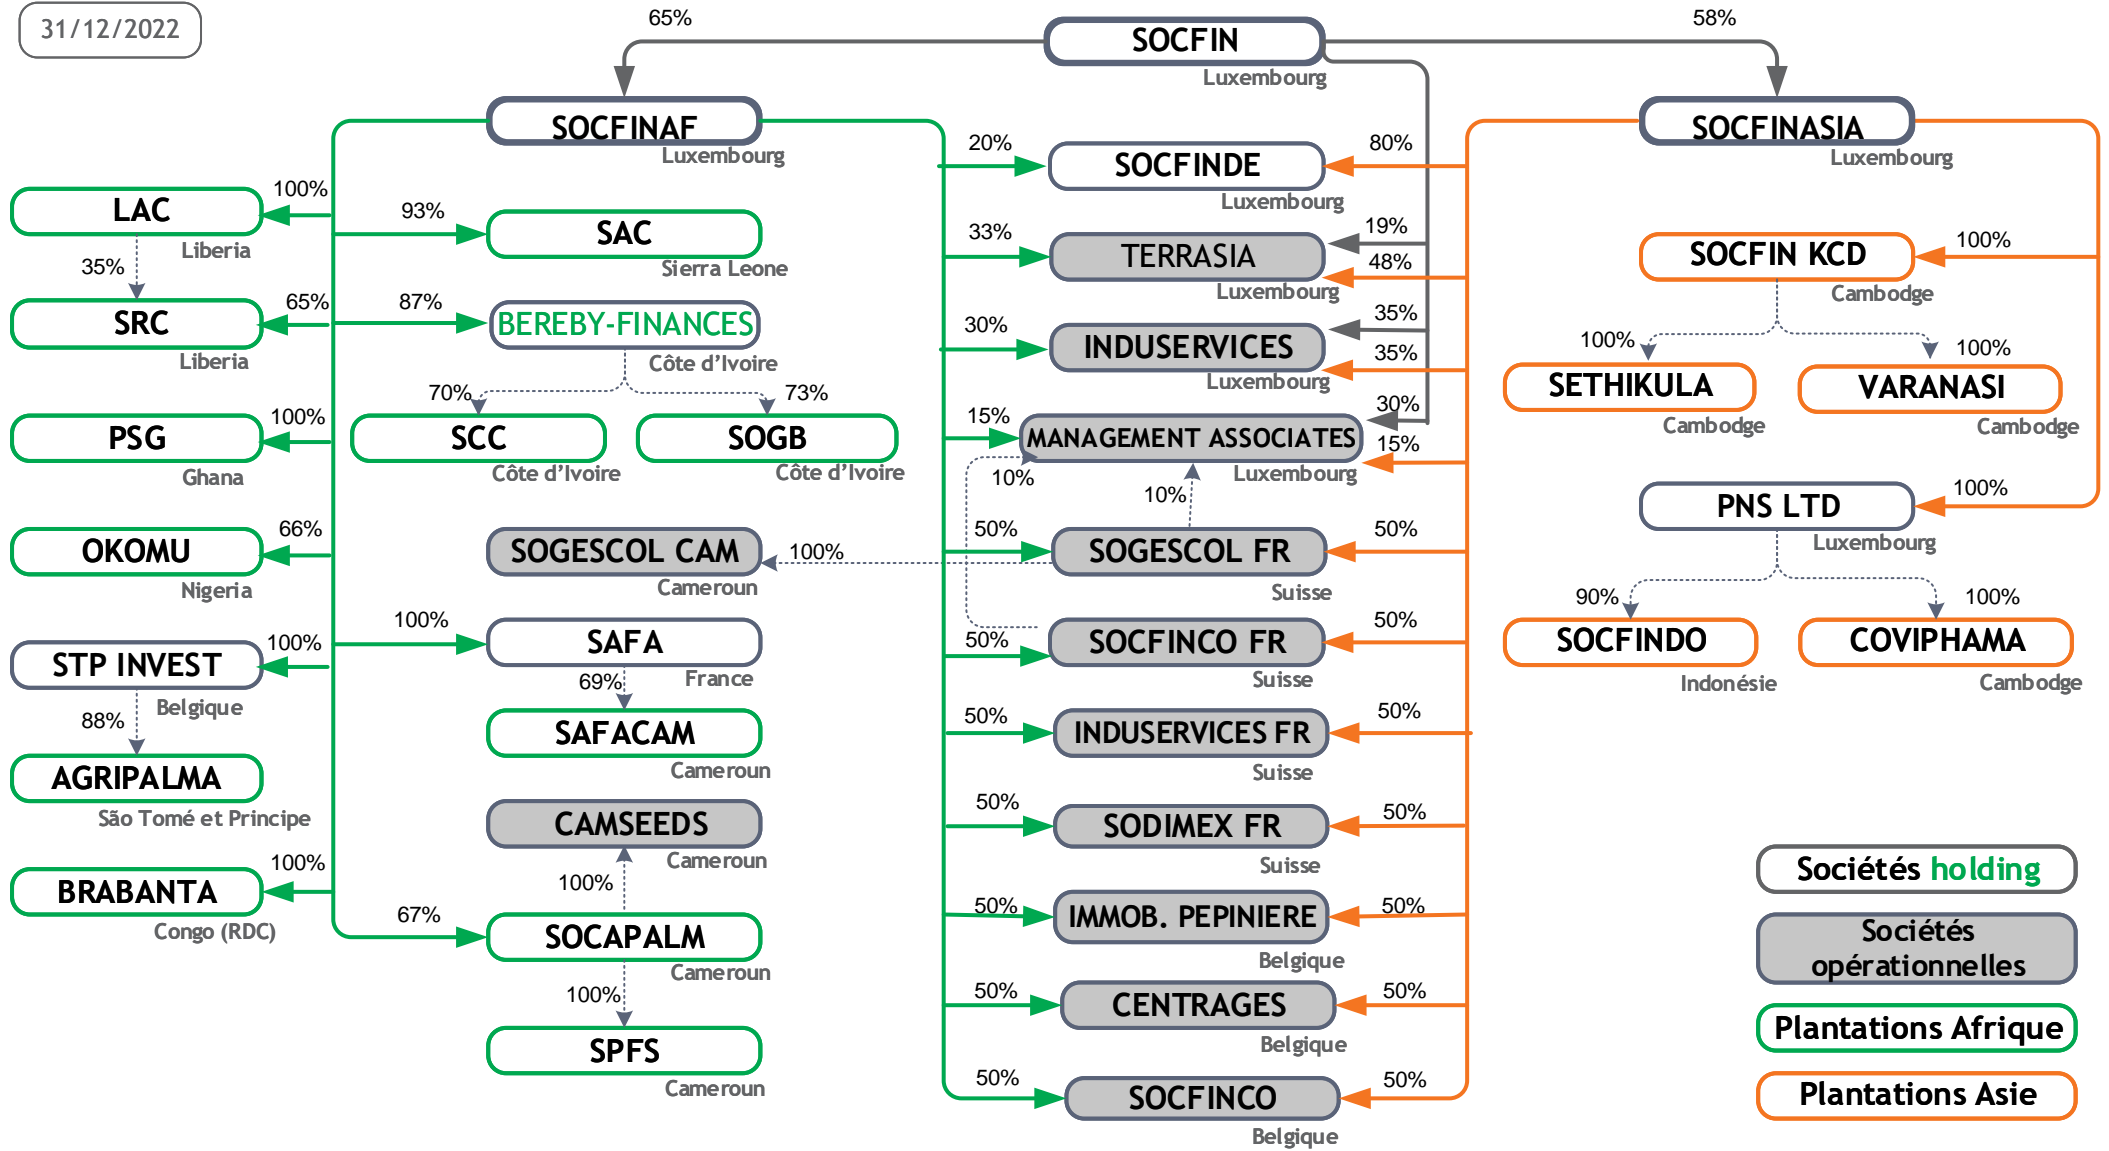 31/12/2022
65%
SOCFIN
Luxembourg
58%
SOCFINAF
Luxembourg
SOCFINASIA
Luxembourg
100%
LAC
Liberia
35%
65%
SRC
Liberia
100%
PSG
Ghana
66%
OKOMU
Nigeria
100%
STP INVEST
Belgique
88%
AGRIPALMA
São Tomé et Principe
100%
BRABANTA
Congo (RDC)
93%
SAC
Sierra Leone
87%
BEREBY-FINANCES
Côte d’Ivoire
70%
73%
SCC
Côte d’Ivoire
SOGB
Côte d’Ivoire
SOGESCOL CAM
100%
Cameroun
100%
SAFA
France
69%
SAFACAM
Cameroun
CAMSEEDS
Cameroun
100%
67%
SOCAPALM
Cameroun
100%
SPFS
Cameroun
20%
SOCFINDE
80%
Luxembourg
33%
TERRASIA
19%
48%
Luxembourg
30%
INDUSERVICES
35%
35%
Luxembourg
15%
MANAGEMENT ASSOCIATES
30%
15%
Luxembourg
10%
10%
50%
SOGESCOL FR
50%
Suisse
50%
SOCFINCO FR
50%
Suisse
50%
INDUSERVICES FR
50%
Suisse
50%
SODIMEX FR
50%
Suisse
50%
IMMOB. PEPINIERE
50%
Belgique
50%
CENTRAGES
50%
Belgique
50%
SOCFINCO
50%
Belgique
SOCFIN KCD
100%
Cambodge
100%
100%
SETHIKULA
Cambodge
VARANASI
Cambodge
PNS LTD
100%
Luxembourg
90%
100%
SOCFINDO
Indonésie
COVIPHAMA
Cambodge
Sociétés holding
Sociétés
opérationnelles
Plantations Afrique
Plantations Asie